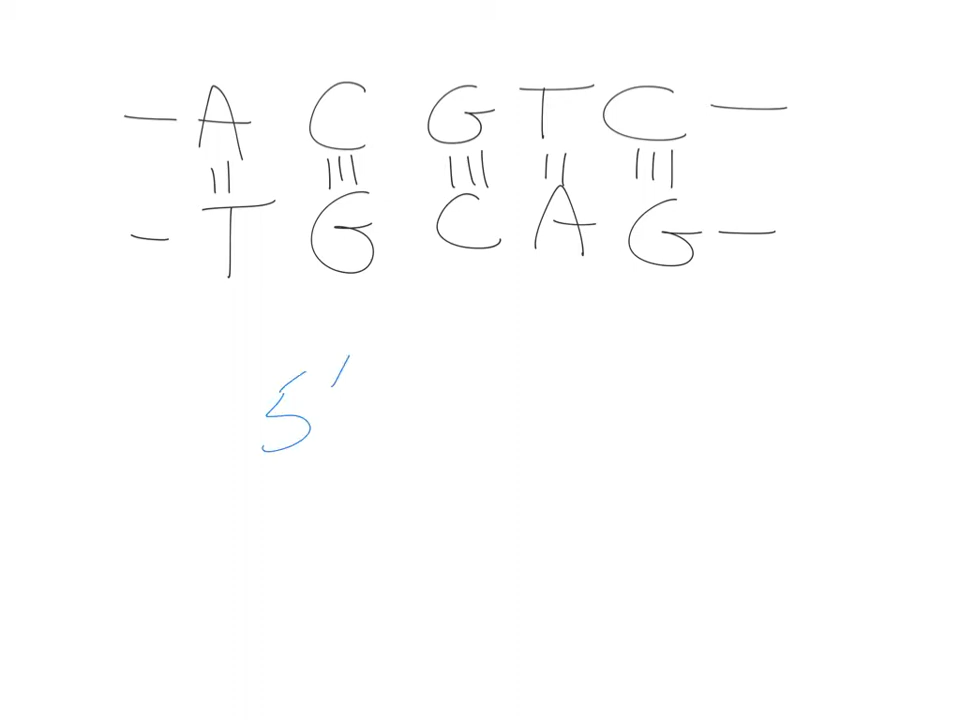 - A C G T C -
= ≡ ≡ = ≡
- T G C A G -
5'